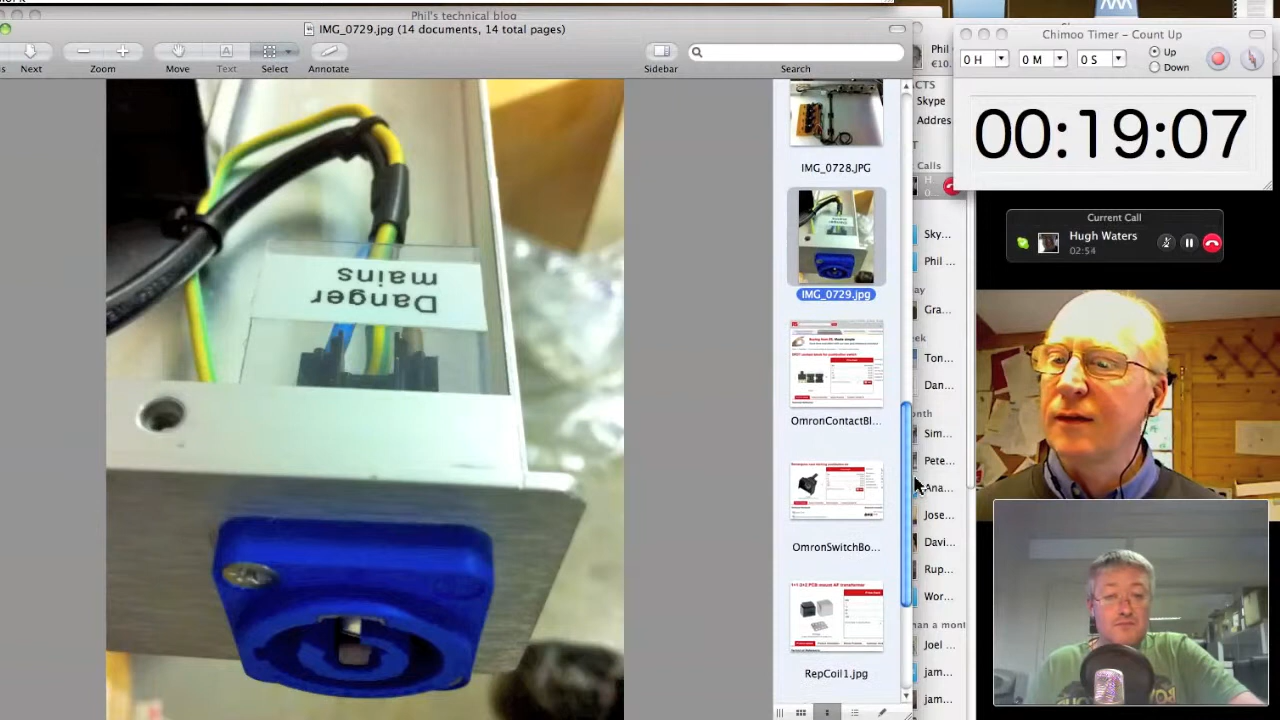 Phil's technical blog
IMG_0729.jpg (14 documents, 14 total pages)
Next
Zoom
Move
Text
Select
Annotate
Sidebar
Search
Danger
mains
IMG_0728.JPG
IMG_0729.jpg
OmronContactBl...
OmronSwitchBo...
RepCoil1.jpg
Phil
€10.
Skype
Addres
Calls
Sky...
Phil ...
Gra...
Ton...
Dan...
Sim...
Pete...
Ana...
Jose...
Davi...
Rup...
Wor...
Joel ...
jam...
jam...
Chimoo Timer – Count Up
0 H
0 M
0 S
Up
Down
00:19:07
Current Call
Hugh Waters
02:54